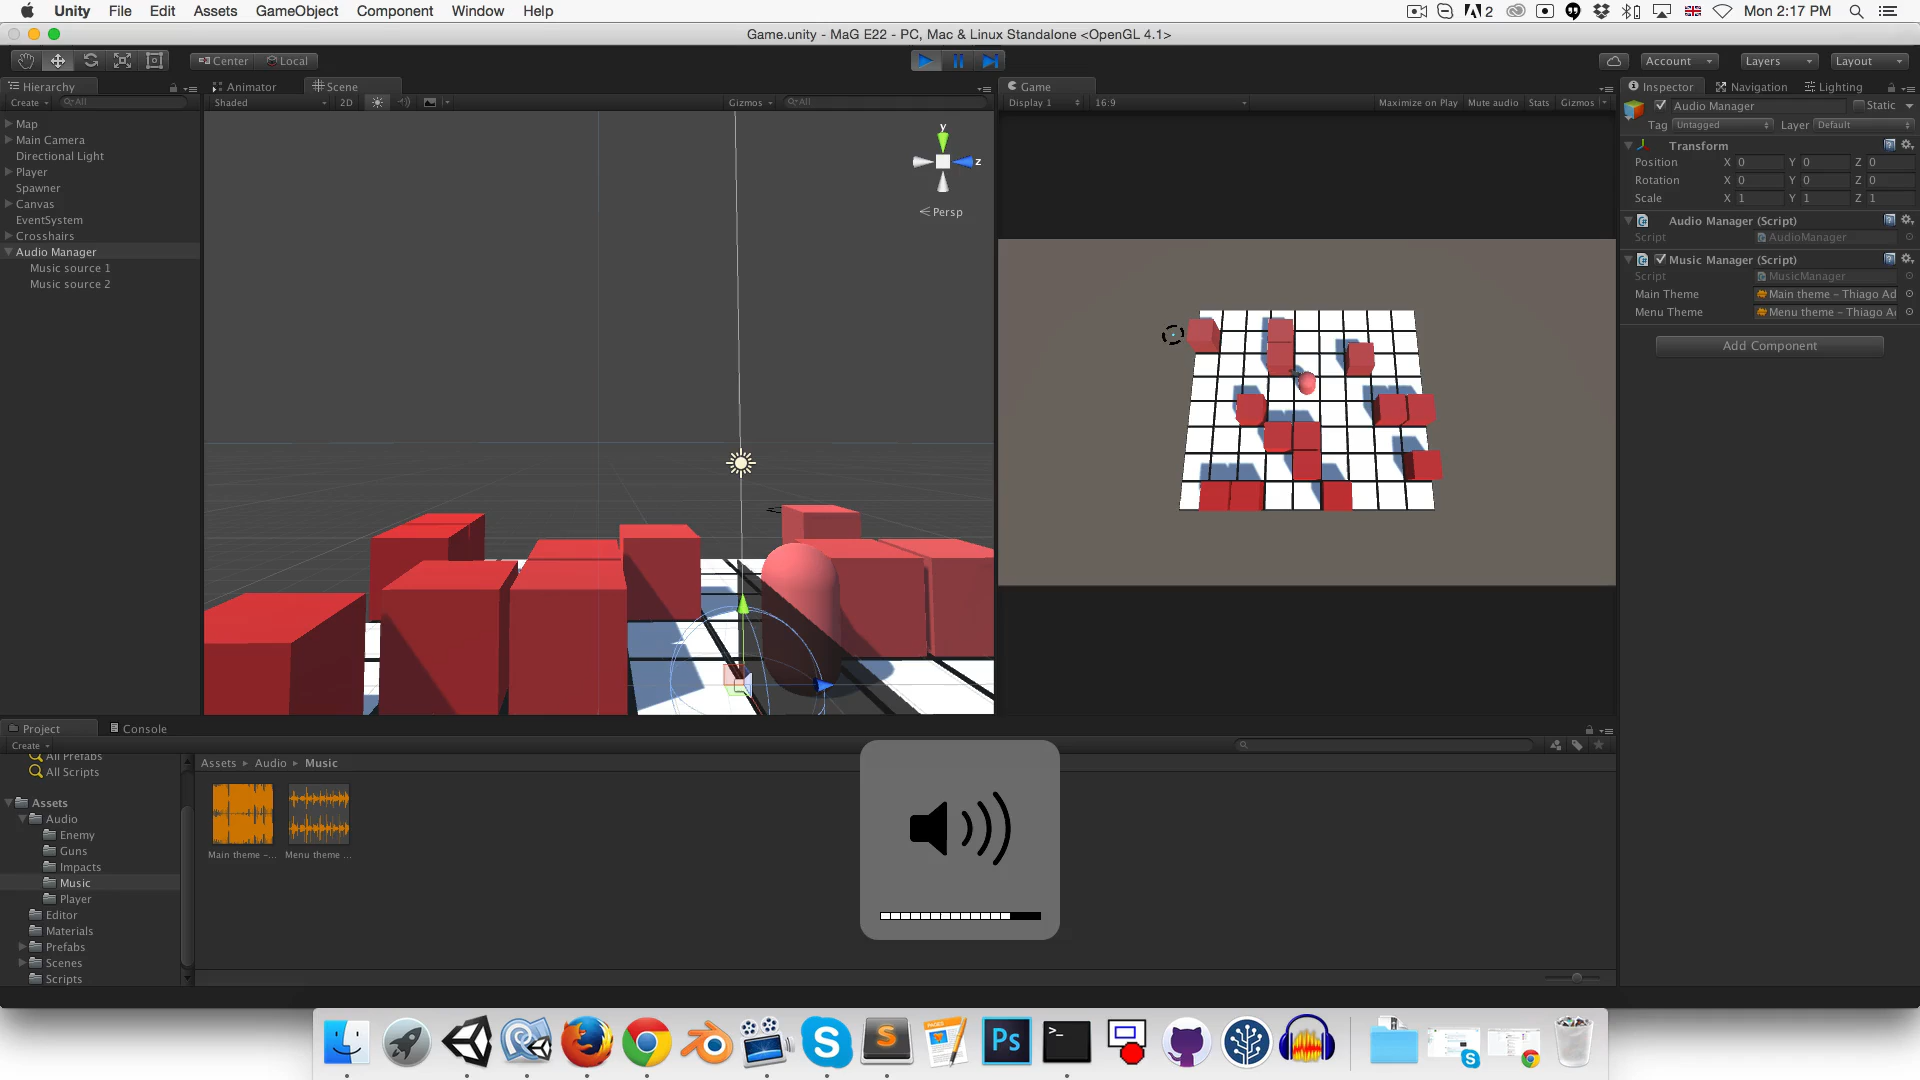 Unity File Edit Assets GameObject Component Window Help 2 Mon 2:17 PM
Game.unity - MaG E22 - PC, Mac & Linux Standalone <OpenGL 4.1>
Center Local Account Layers Layout
Hierarchy Animator Scene Game Inspector Navigation Lighting
Create All Shaded 2D Gizmos All Display 1 16:9 Maximize on Play Mute audio Stats Gizmos Audio Manager Static
Tag Untagged Layer Default
Map
Main Camera
Directional Light
Player
Spawner
Canvas
EventSystem
Crosshairs
Audio Manager
Music source 1
Music source 2
y
z
Persp
Transform
Position X 0 Y 0 Z 0
Rotation X 0 Y 0 Z 0
Scale X 1 Y 1 Z 1
Audio Manager (Script)
Script AudioManager
Music Manager (Script)
Script MusicManager
Main Theme Main theme - Thiago Ad
Menu Theme Menu theme - Thiago Ad
Add Component
Project Console
Create
All Prefabs
All Scripts
Assets
Audio
Enemy
Guns
Impacts
Music
Player
Editor
Materials
Prefabs
Scenes
Scripts
Assets Audio Music
Main theme -... Menu theme ...
PAGES
Ps